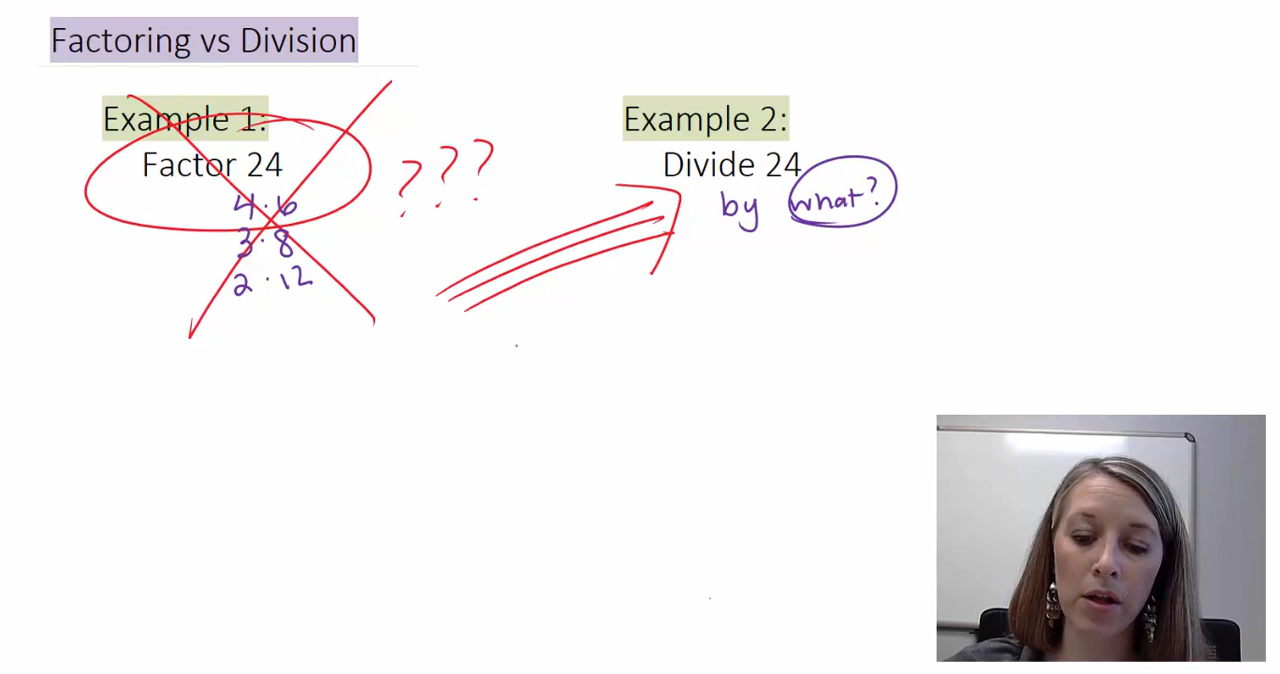 Factoring vs Division
Example 1:
Factor 24
4 · 6
3 · 8
2 · 12
???
Example 2:
Divide 24
by what?